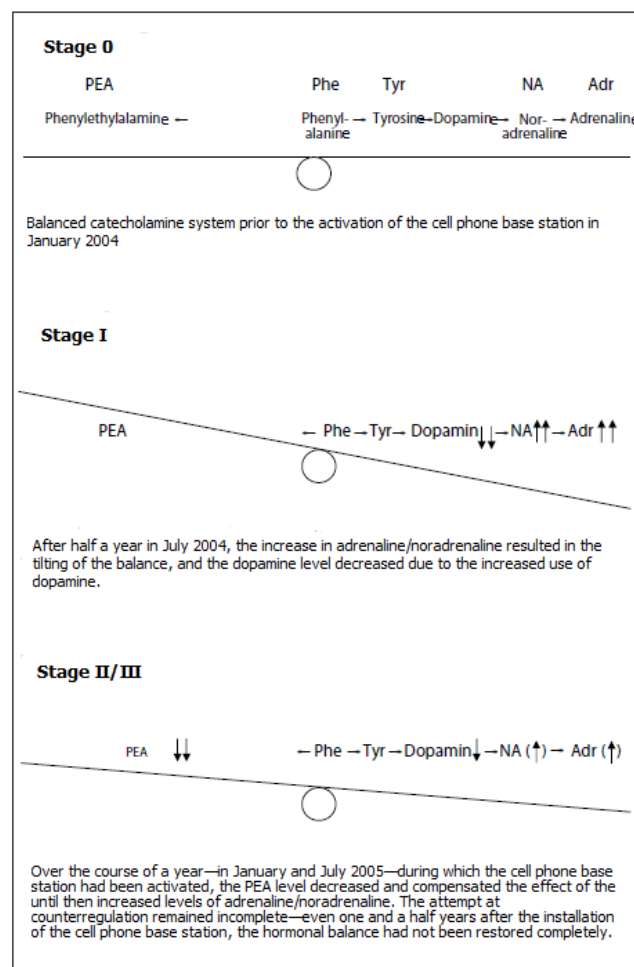 Stage 0
PEA Phe Tyr NA Adr
Phenylethylalamine ← Phenyl- → Tyrosine→Dopamine→ Nor- → Adrenaline
alanine adrenaline
Balanced catecholamine system prior to the activation of the cell phone base station in
January 2004
Stage I
PEA ← Phe →Tyr→ Dopamin↓↓→NA↑↑→Adr ↑↑
After half a year in July 2004, the increase in adrenaline/noradrenaline resulted in the
tilting of the balance, and the dopamine level decreased due to the increased use of
dopamine.
Stage II/III
PEA ↓↓ ←Phe →Tyr →Dopamin↓ →NA (↑) → Adr (↑)
Over the course of a year—in January and July 2005—during which the cell phone base
station had been activated, the PEA level decreased and compensated the effect of the
until then increased levels of adrenaline/noradrenaline. The attempt at
counterregulation remained incomplete—even one and a half years after the installation
of the cell phone base station, the hormonal balance had not been restored completely.